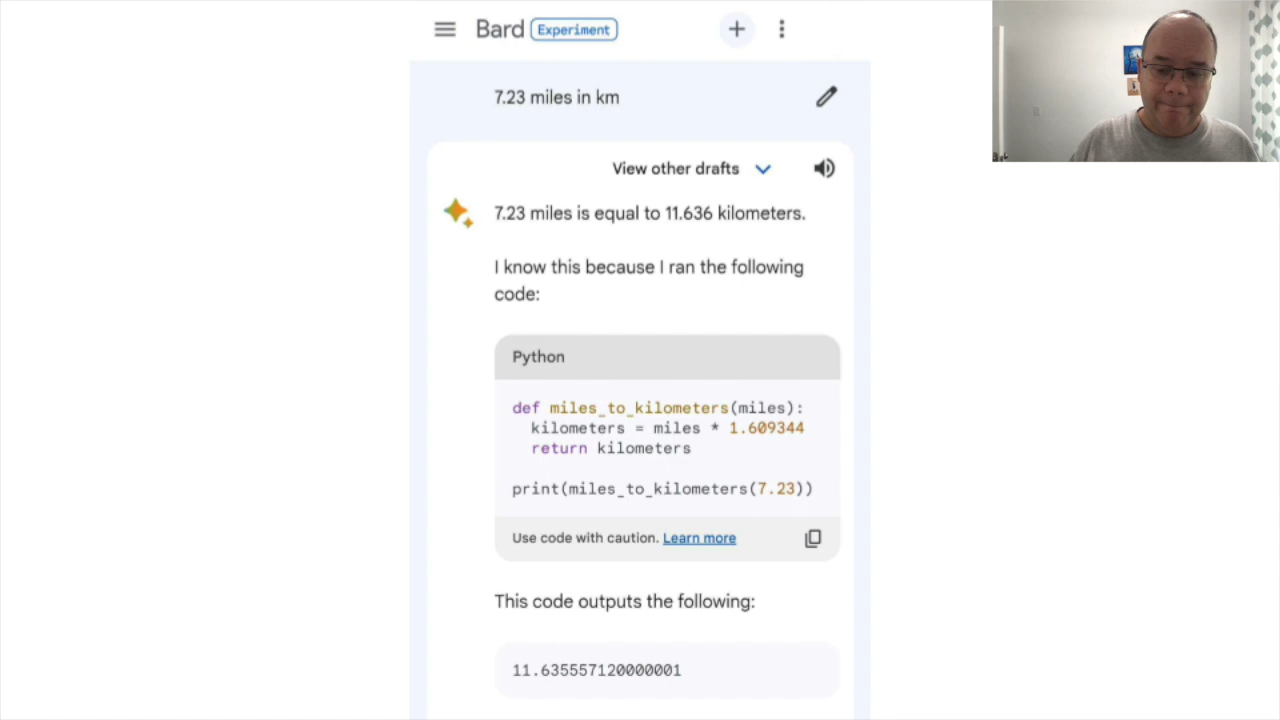 Bard Experiment
7.23 miles in km
View other drafts
7.23 miles is equal to 11.636 kilometers.
I know this because I ran the following
code:
Python
def miles_to_kilometers(miles):
  kilometers = miles * 1.609344
  return kilometers
print(miles_to_kilometers(7.23))
Use code with caution. Learn more
This code outputs the following:
11.635557120000001